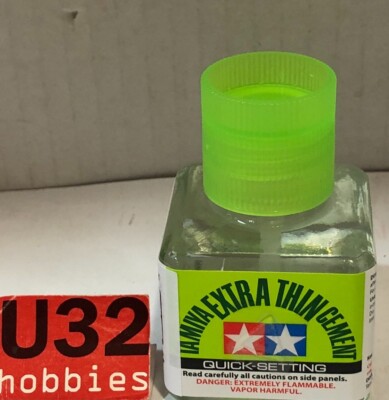 TAMIYA EXTRA THIN CEMENT
QUICK-SETTING
Read carefully all cautions on side panels.
DANGER: EXTREMELY FLAMMABLE.
VAPOR HARMFUL.
U32
hobbies